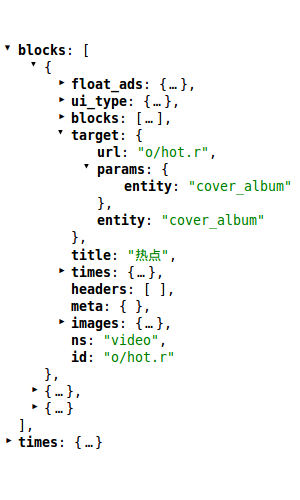 blocks: [
{
float_ads: {…},
ui_type: {…},
blocks: […],
target: {
url: "o/hot.r",
params: {
entity: "cover_album"
},
entity: "cover_album"
},
title: "热点",
times: {…},
headers: [ ],
meta: { },
images: {…},
ns: "video",
id: "o/hot.r"
},
{…},
{…}
],
times: {…}